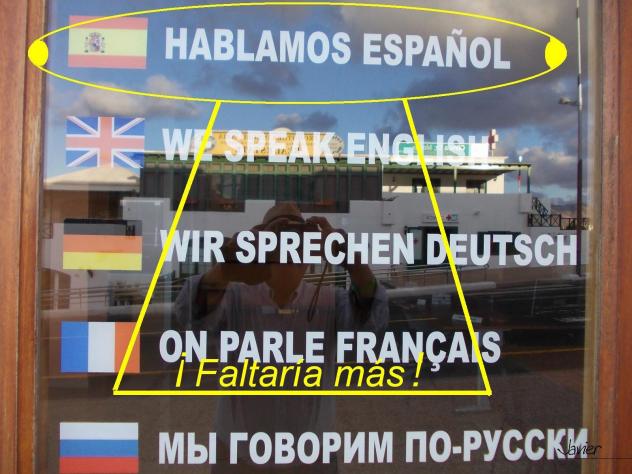 HABLAMOS ESPAÑOL
WE SPEAK ENGLISH
WIR SPRECHEN DEUTSCH
ON PARLE FRANÇAIS
¡ Faltaría más !
МЫ ГОВОРИМ ПО-РУССКИ
Javier